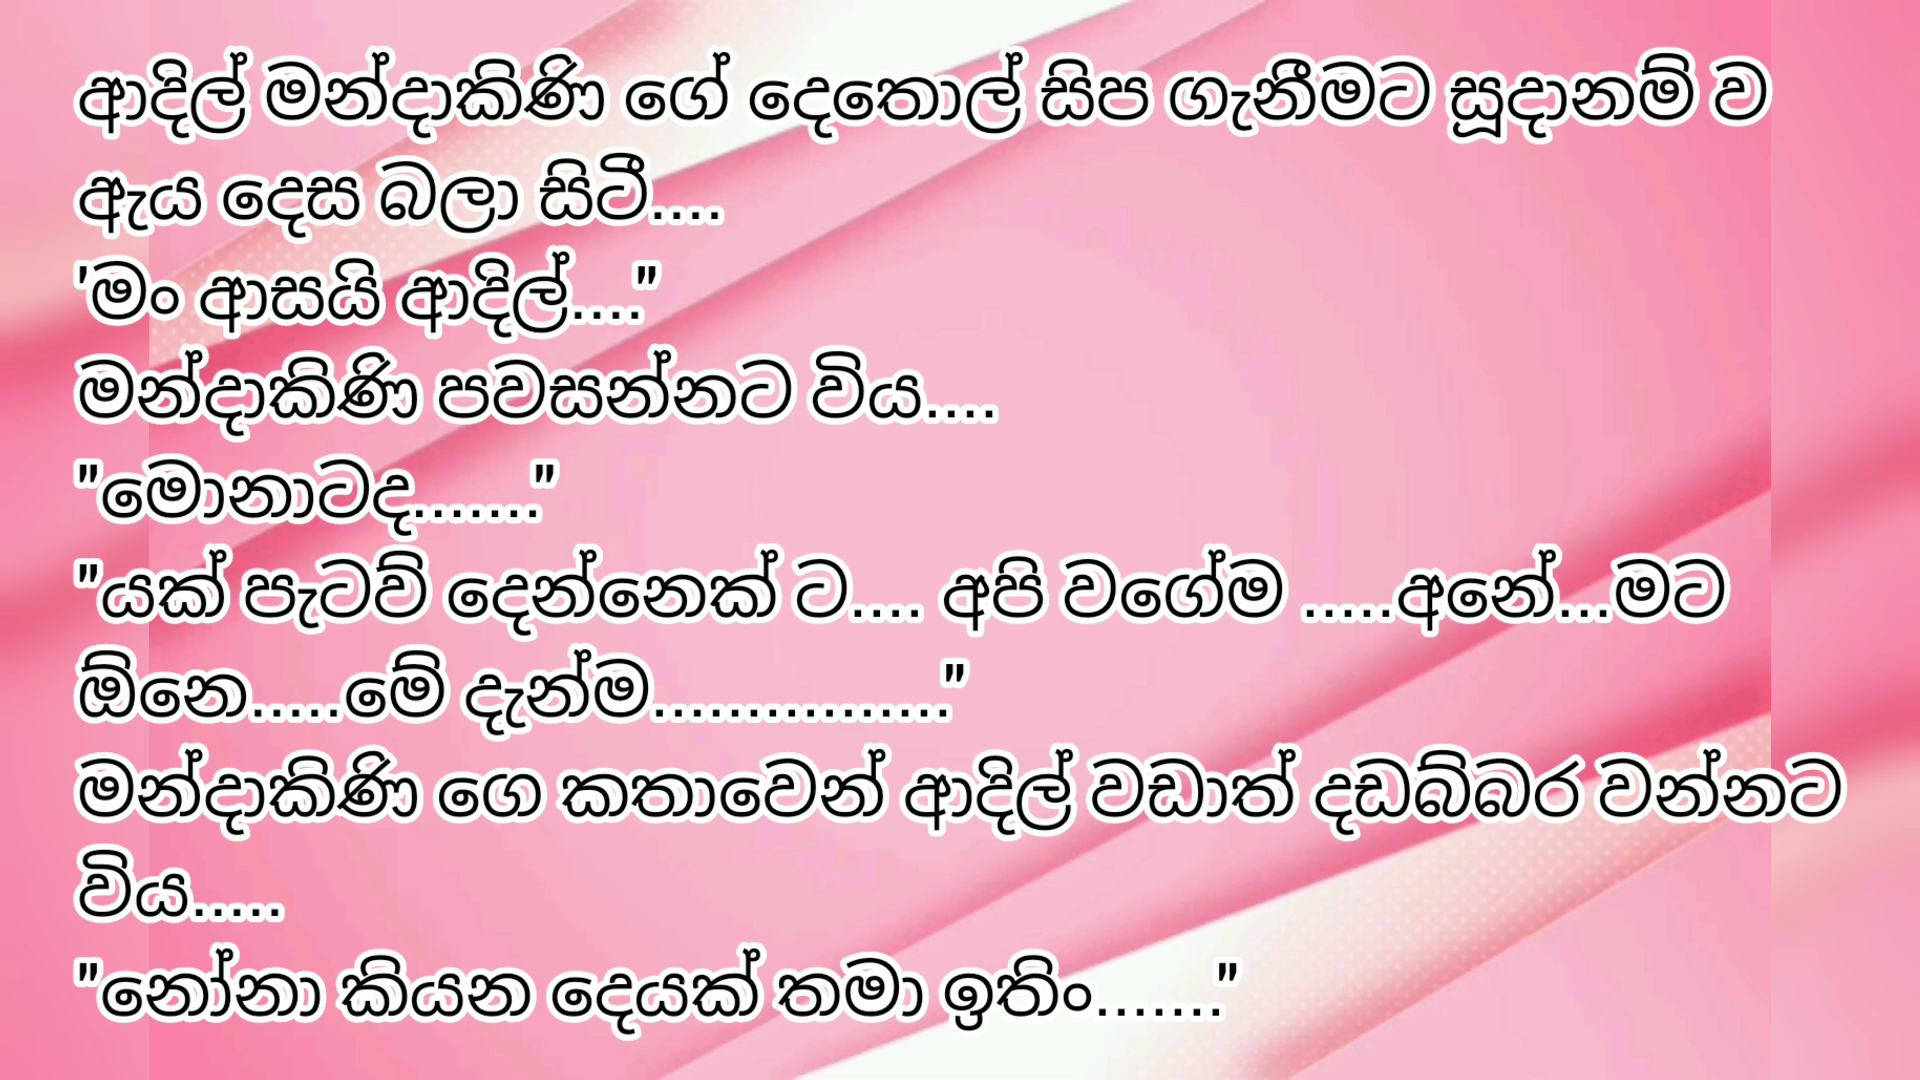 ආදිල් මන්දාකිණි ගේ දෙතොල් සිප ගැනීමට සූදානම් ව
ඇය දෙස බලා සිටී....
'මං ආසයි ආදිල්...."
මන්දාකිණි පවසන්නට විය....
"මොනාටද......."
"යක් පැටව් දෙන්නෙක් ට.... අපි වගේම .....අනේ...මට
ඕනෙ.....මේ දැන්ම................."
මන්දාකිණි ගෙ කතාවෙන් ආදිල් වඩාත් දඩබ්බර වන්නට
විය.....
"නෝනා කියන දෙයක් තමා ඉතිං......."